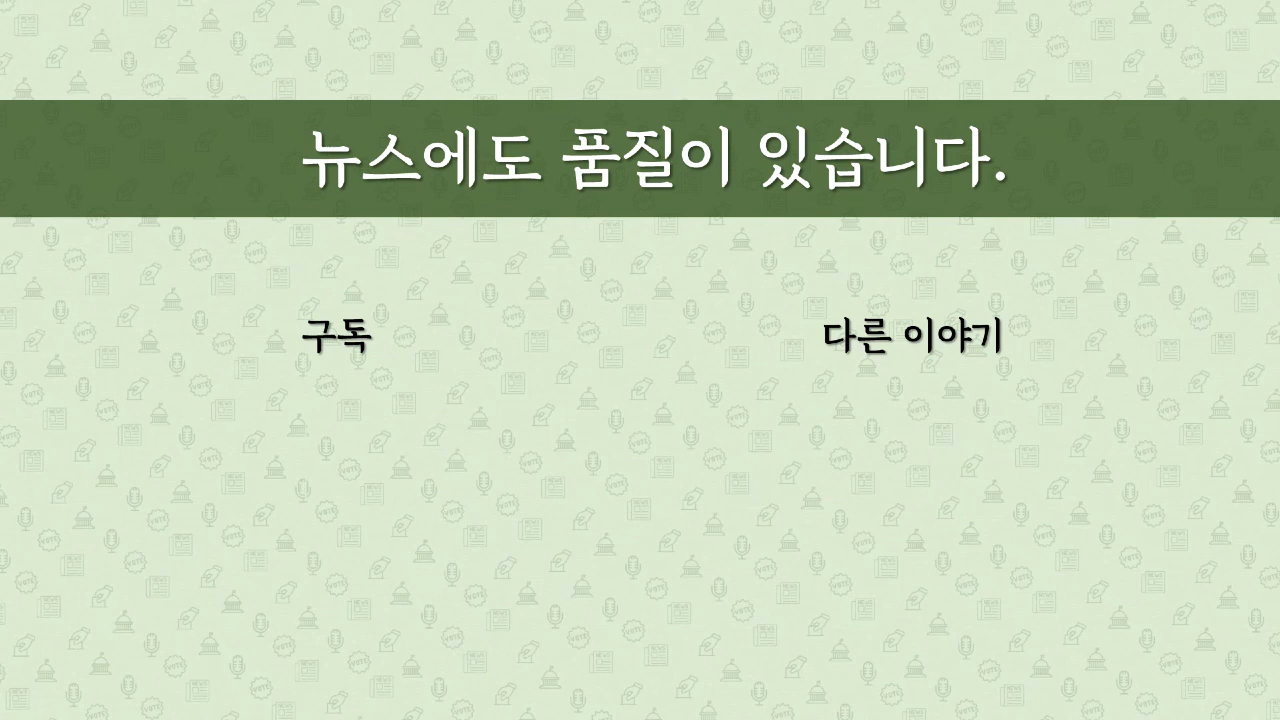 뉴스에도 품질이 있습니다.
구독
다른 이야기